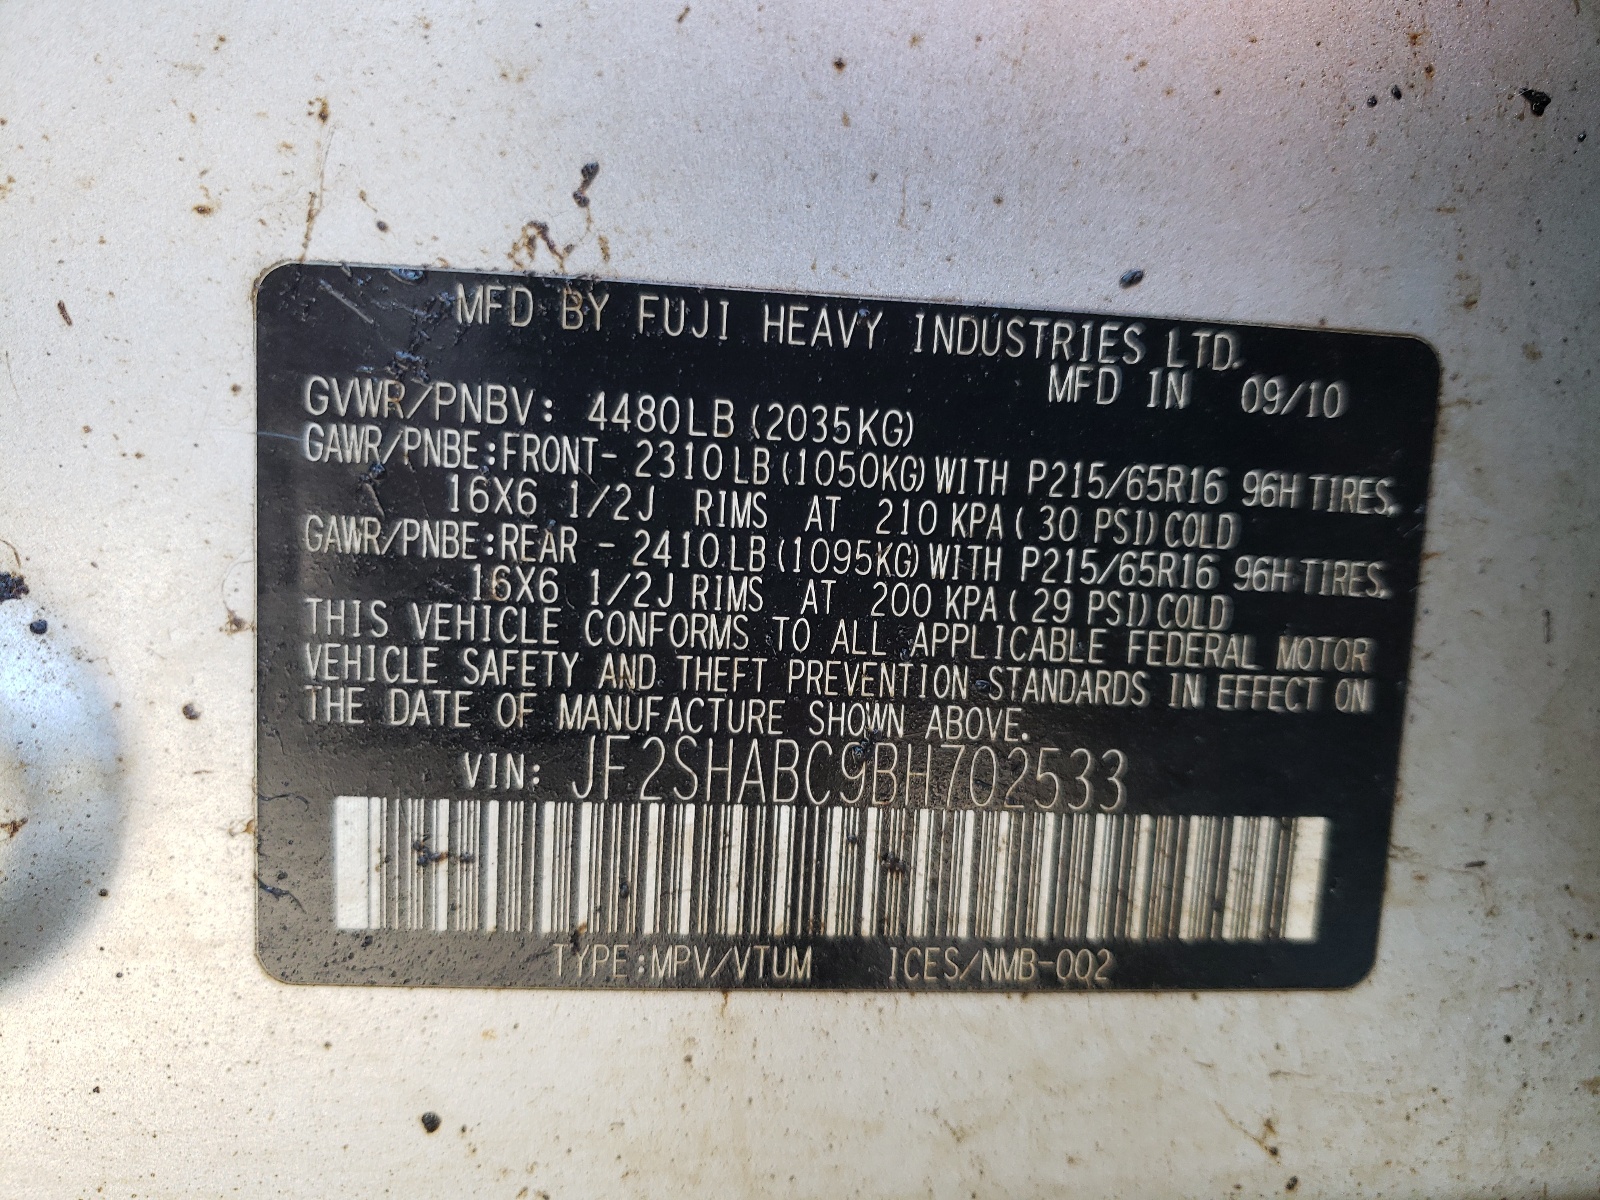 MFD BY FUJI HEAVY INDUSTRIES LTD.
MFD IN 09/10
GVWR/PNBV: 4480LB (2035KG)
GAWR/PNBE:FRONT- 2310LB (1050KG) WITH P215/65R16 96H TIRES,
16X6 1/2J RIMS AT 210 KPA ( 30 PSI) COLD
GAWR/PNBE:REAR - 2410LB (1095KG) WITH P215/65R16 96H TIRES,
16X6 1/2J RIMS AT 200 KPA ( 29 PSI) COLD
THIS VEHICLE CONFORMS TO ALL APPLICABLE FEDERAL MOTOR
VEHICLE SAFETY AND THEFT PREVENTION STANDARDS IN EFFECT ON
THE DATE OF MANUFACTURE SHOWN ABOVE.
VIN: JF2SHABC9BH702533
TYPE:MPV/VTUM ICES/NMB-002